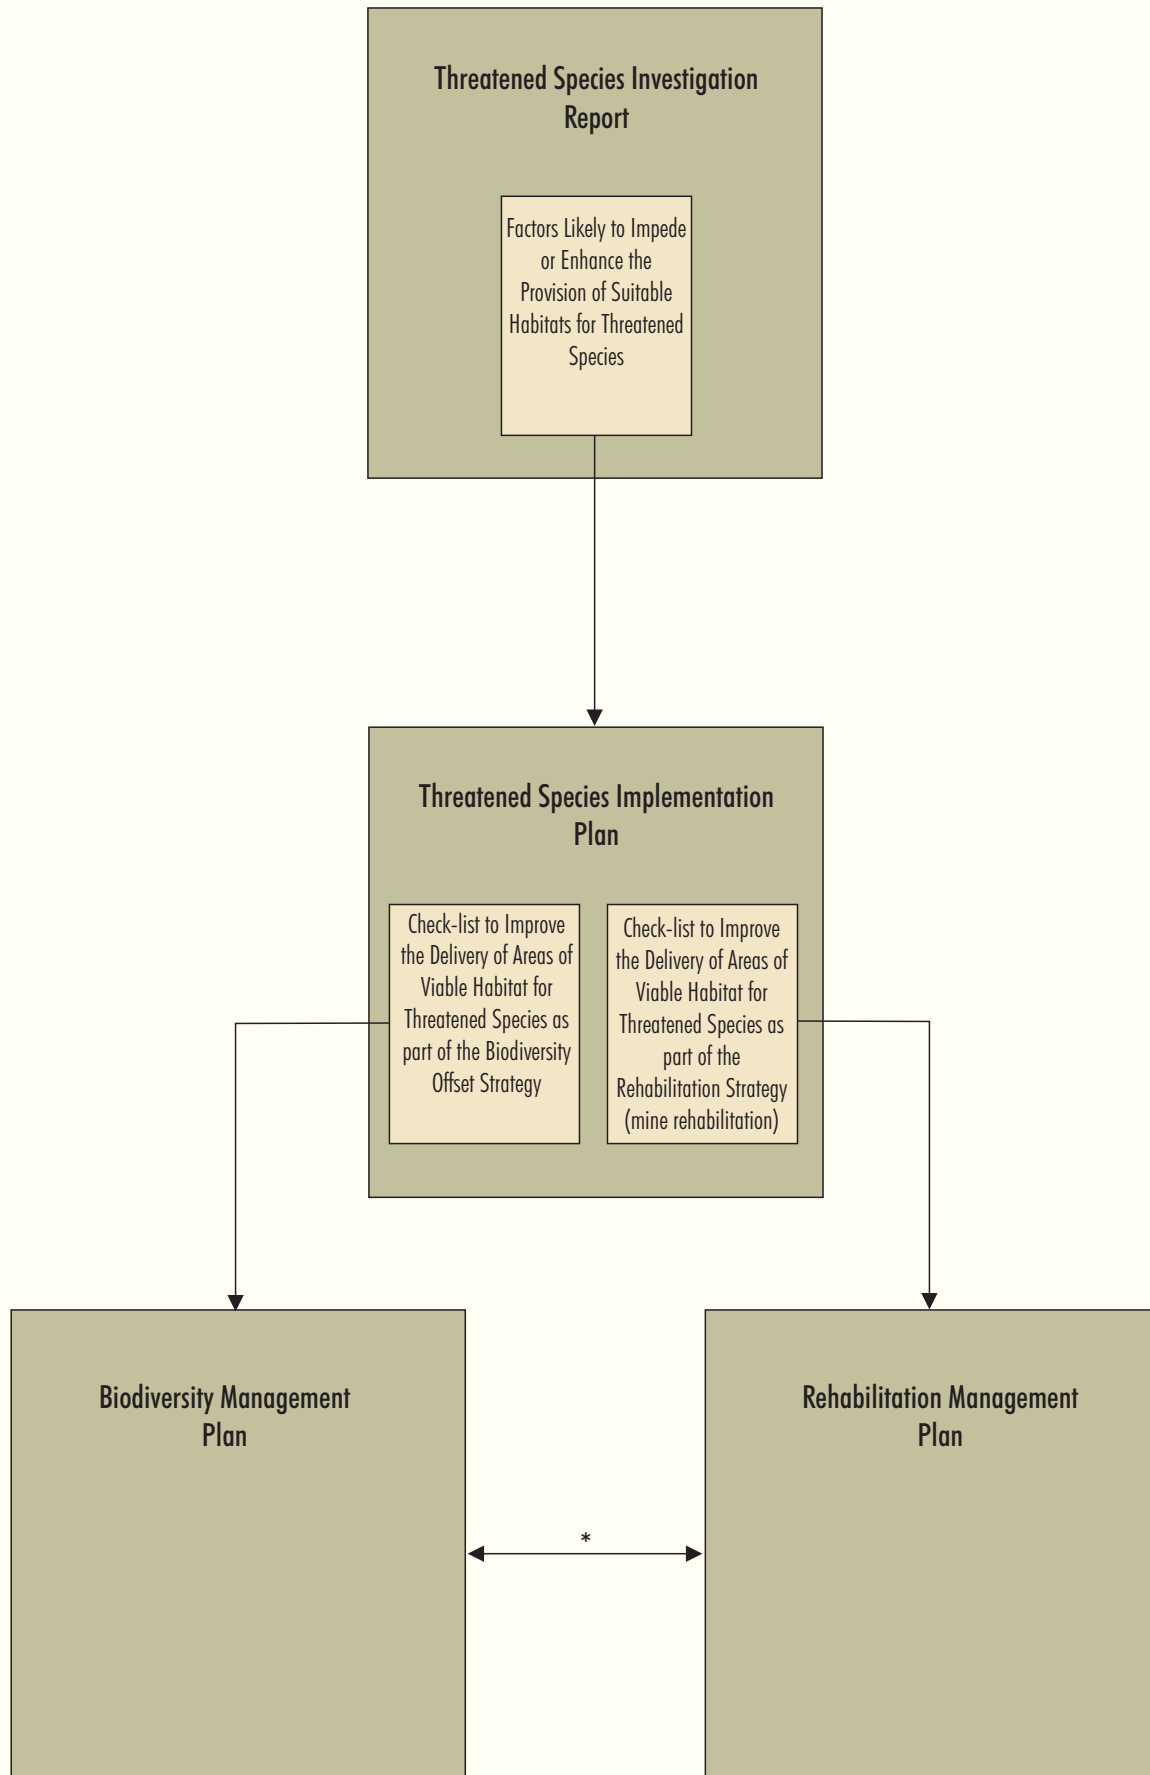 Threatened Species Investigation
Report
Factors Likely to Impede
or Enhance the
Provision of Suitable
Habitats for Threatened
Species
Threatened Species Implementation
Plan
Check-list to Improve
the Delivery of Areas of
Viable Habitat for
Threatened Species as
part of the Biodiversity
Offset Strategy
Check-list to Improve
the Delivery of Areas of
Viable Habitat for
Threatened Species as
part of the
Rehabilitation Strategy
(mine rehabilitation)
Biodiversity Management
Plan
Rehabilitation Management
Plan
*